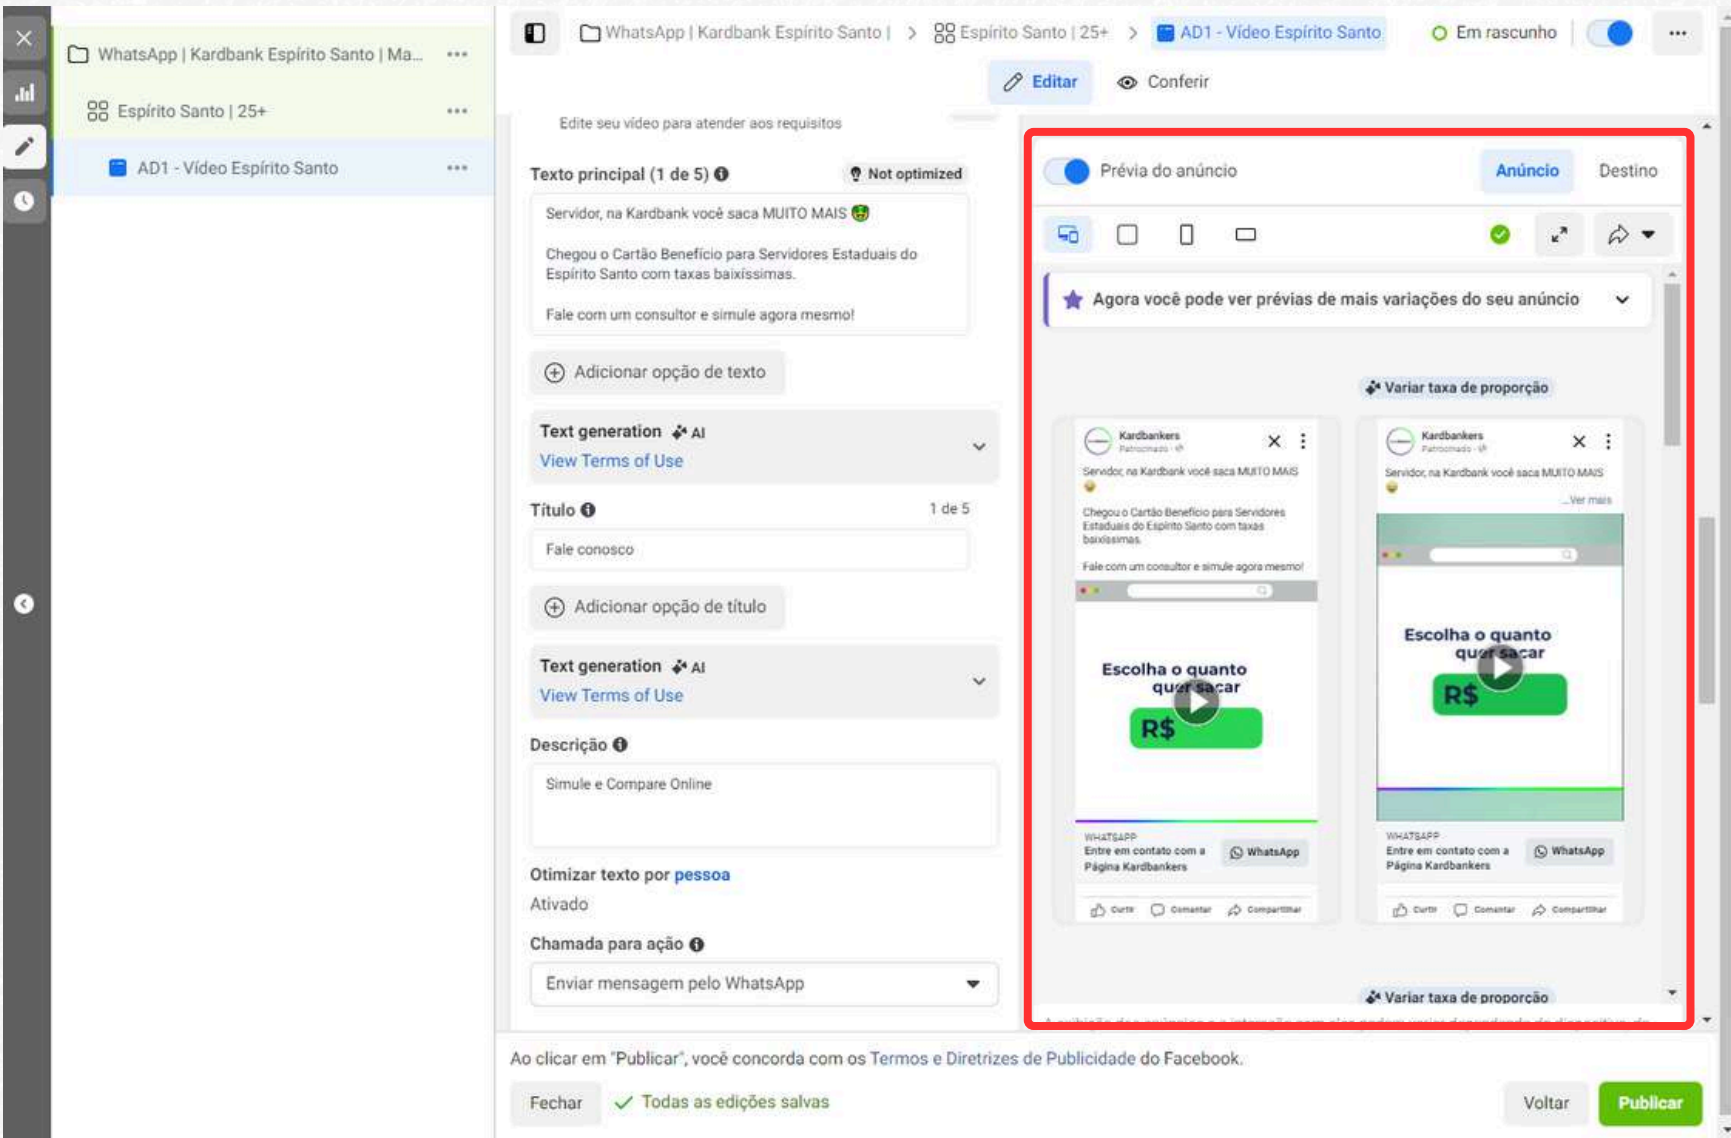 WhatsApp | Kardbank Espírito Santo | Ma...
Espírito Santo | 25+
AD1 - Vídeo Espírito Santo
WhatsApp | Kardbank Espírito Santo |
Espírito Santo | 25+
AD1 - Vídeo Espírito Santo
Em rascunho
Editar
Conferir
Edite seu vídeo para atender aos requisitos
Texto principal (1 de 5)
Not optimized
Servidor, na Kardbank você saca MUITO MAIS 🤑
Chegou o Cartão Benefício para Servidores Estaduais do
Espírito Santo com taxas baixíssimas.
Fale com um consultor e simule agora mesmo!
Adicionar opção de texto
Text generation AI
View Terms of Use
Título
1 de 5
Fale conosco
Adicionar opção de título
Text generation AI
View Terms of Use
Descrição
Simule e Compare Online
Otimizar texto por pessoa
Ativado
Chamada para ação
Enviar mensagem pelo WhatsApp
Prévia do anúncio
Anúncio
Destino
Agora você pode ver prévias de mais variações do seu anúncio
Variar taxa de proporção
Kardbankers
Patrocinado
Servidor, na Kardbank você saca MUITO MAIS
Chegou o Cartão Benefício para Servidores
Estaduais do Espírito Santo com taxas
baixíssimas.
Fale com um consultor e simule agora mesmo!
Escolha o quanto
quer sacar
R$
WHATSAPP
Entre em contato com a
Página Kardbankers
WhatsApp
Curtir
Comentar
Compartilhar
Kardbankers
Patrocinado
Servidor, na Kardbank você saca MUITO MAIS
...Ver mais
Escolha o quanto
quer sacar
R$
WHATSAPP
Entre em contato com a
Página Kardbankers
WhatsApp
Curtir
Comentar
Compartilhar
Variar taxa de proporção
Ao clicar em "Publicar", você concorda com os Termos e Diretrizes de Publicidade do Facebook.
Fechar
Todas as edições salvas
Voltar
Publicar